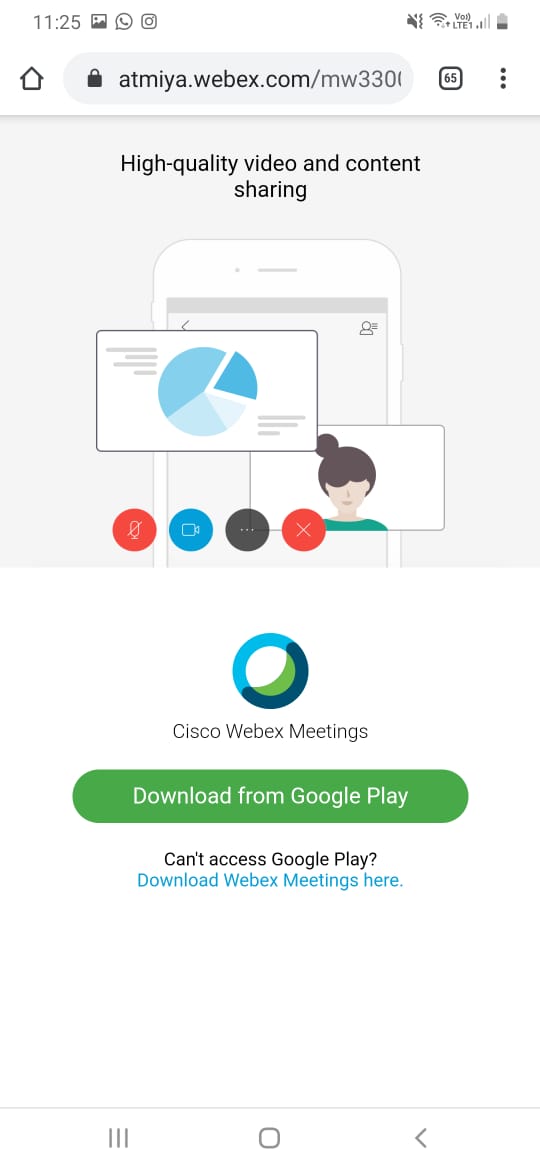 11:25 Vo)) LTE1
atmiya.webex.com/mw330
65
High-quality video and content
sharing
Cisco Webex Meetings
Download from Google Play
Can't access Google Play?
Download Webex Meetings here.